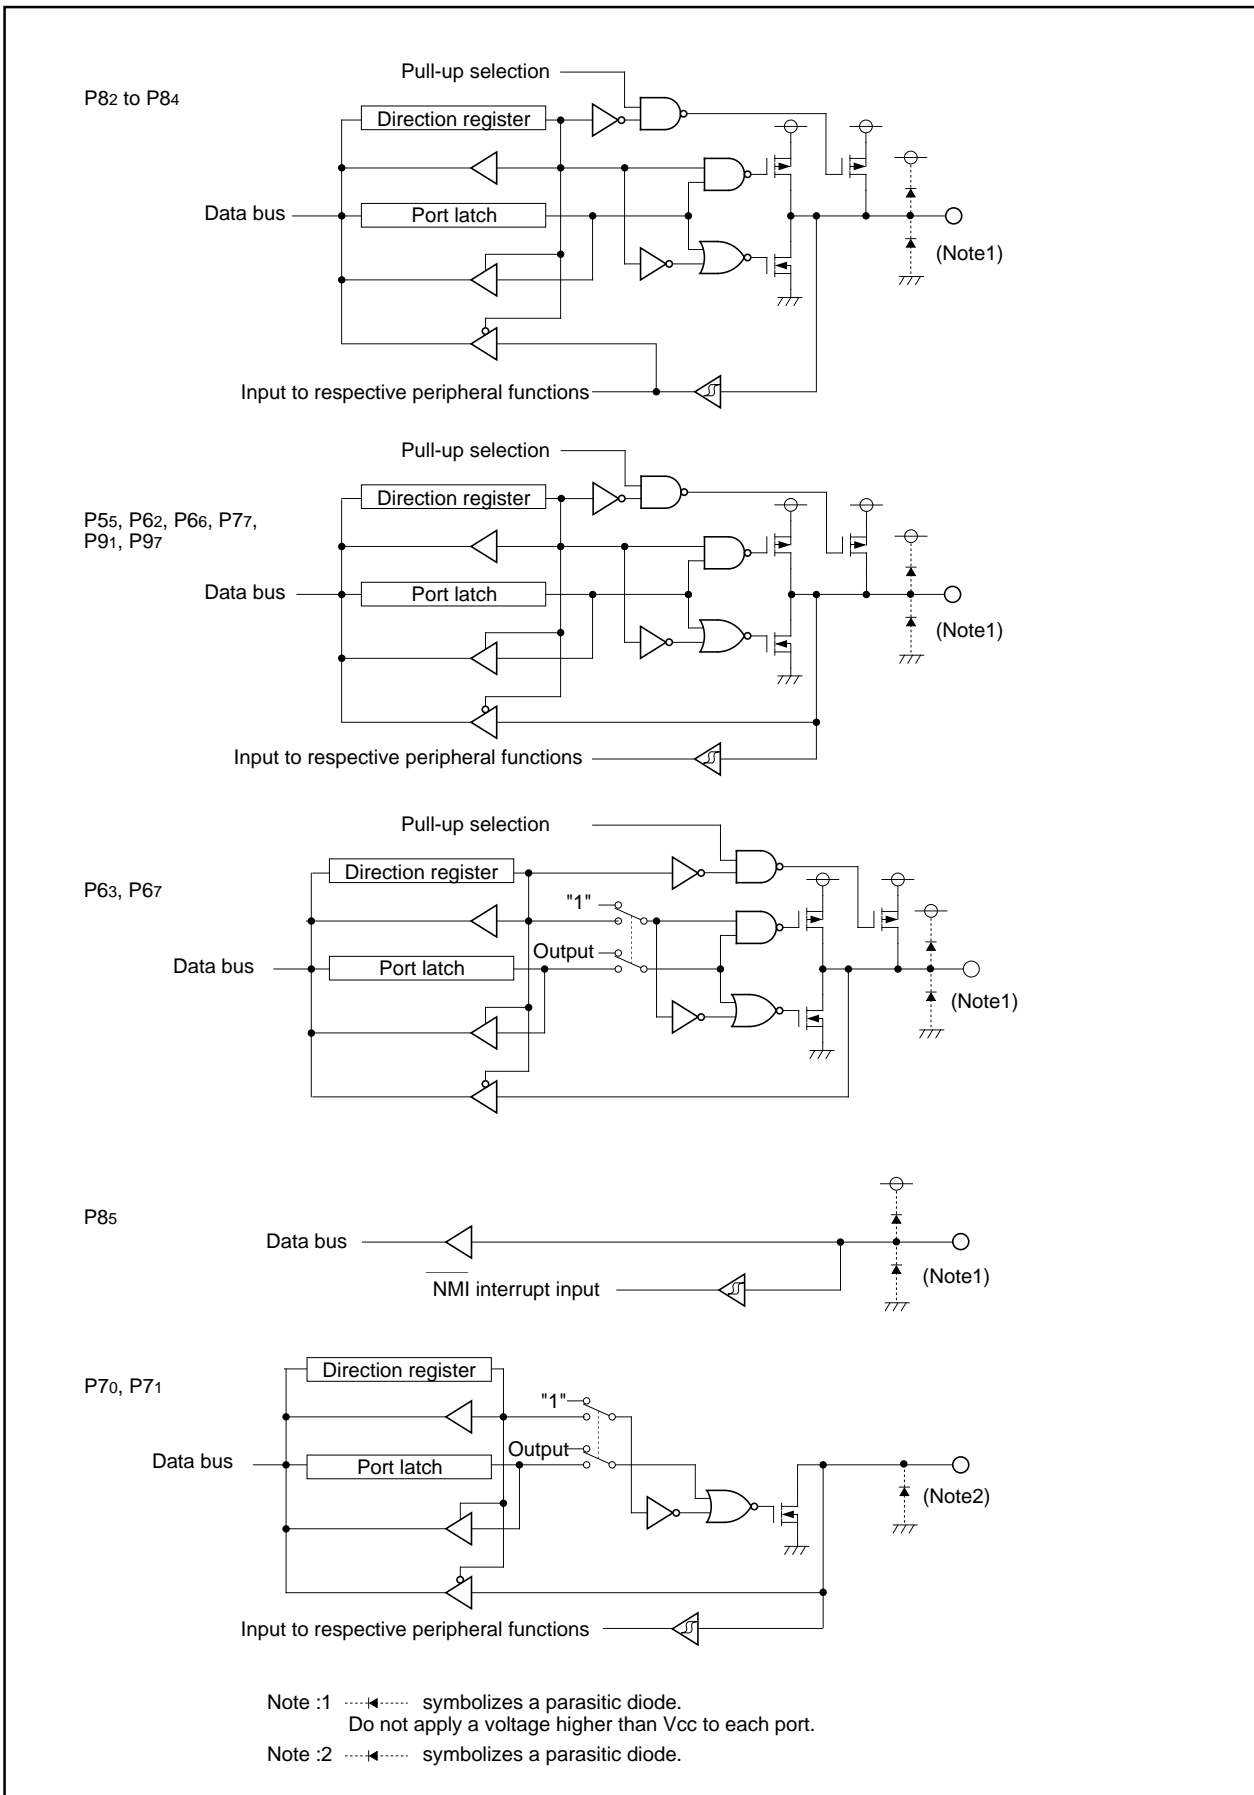 Pull-up selection
P82 to P84
Direction register
Data bus
Port latch
(Note1)
Input to respective peripheral functions
Pull-up selection
Direction register
P55, P62, P66, P77,
P91, P97
Data bus
Port latch
(Note1)
Input to respective peripheral functions
Pull-up selection
Direction register
P63, P67
"1"
Output
Data bus
Port latch
(Note1)
P85
Data bus
(Note1)
NMI interrupt input
Direction register
P70, P71
"1"
Output
Data bus
Port latch
(Note2)
Input to respective peripheral functions
Note :1 symbolizes a parasitic diode.
Do not apply a voltage higher than Vcc to each port.
Note :2 symbolizes a parasitic diode.